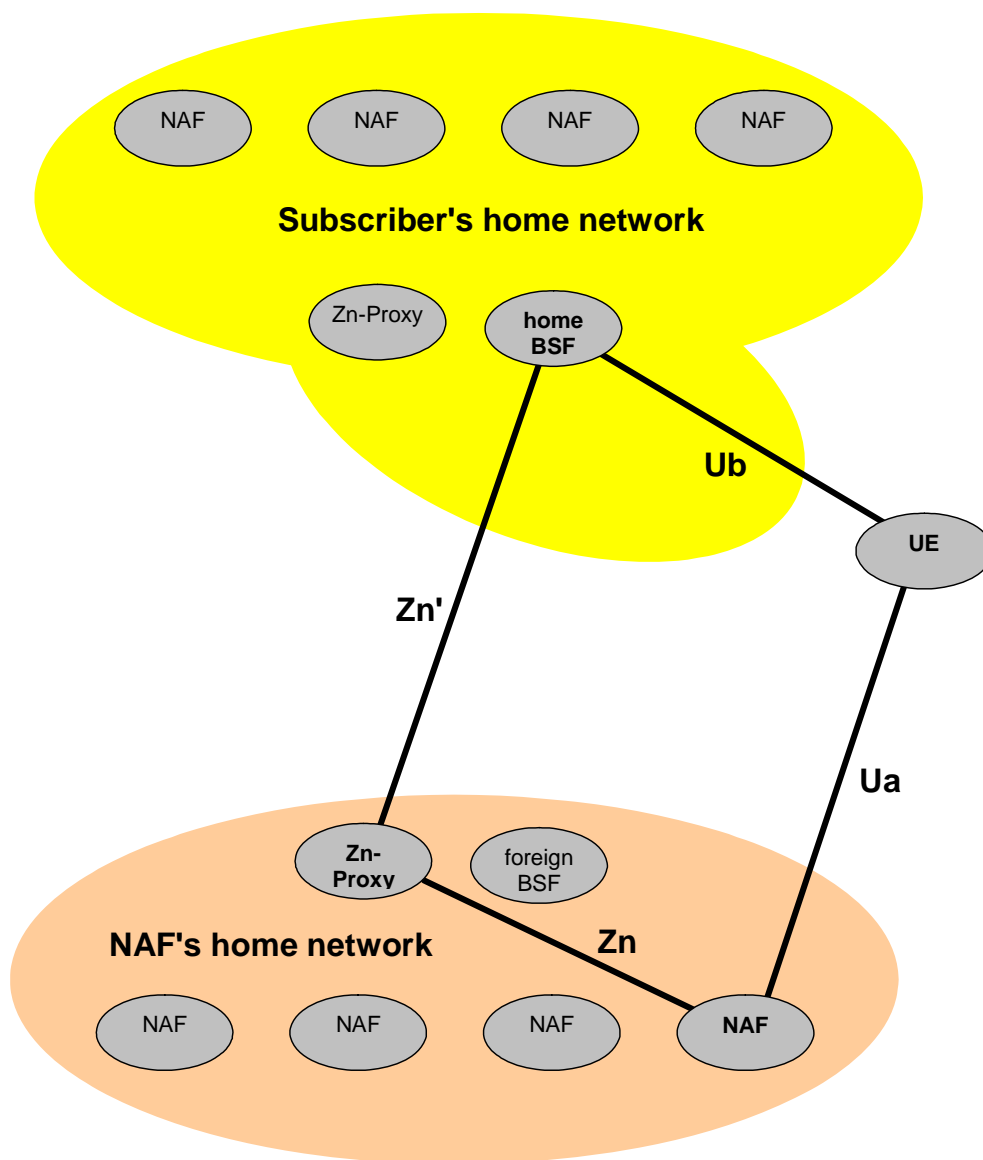 NAF
NAF
NAF
NAF
Subscriber's home network
Zn-Proxy
home
BSF
Ub
UE
Zn'
Ua
Zn-
Proxy
foreign
BSF
NAF's home network
Zn
NAF
NAF
NAF
NAF